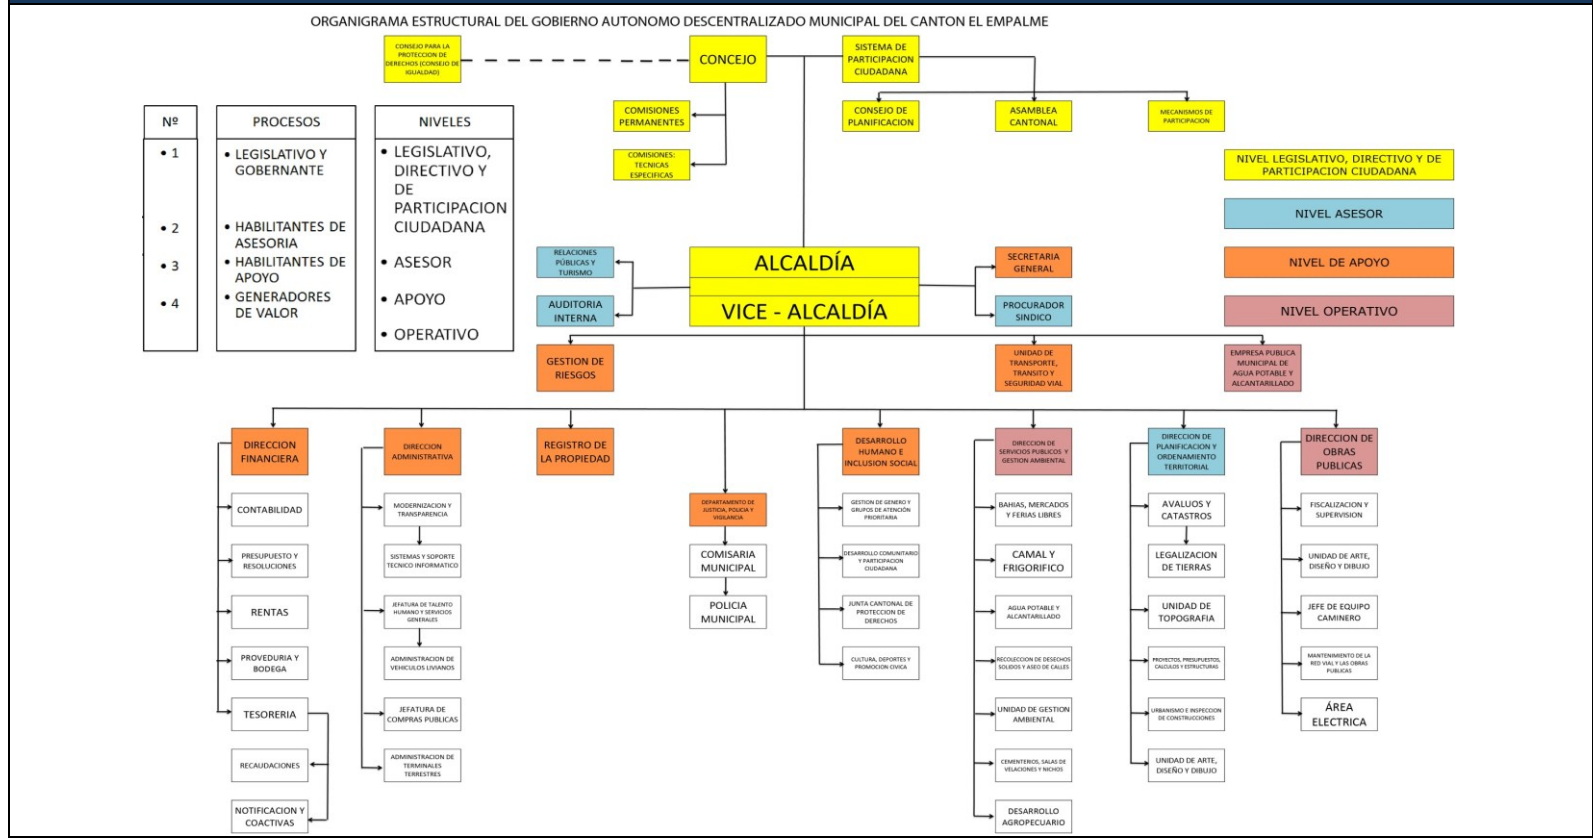 ORGANIGRAMA ESTRUCTURAL DEL GOBIERNO AUTONOMO DESCENTRALIZADO MUNICIPAL DEL CANTON EL EMPALME
CONSEJO PARA LA
PROTECCION DE
DERECHOS (CONSEJO DE
IGUALDAD)
CONCEJO
SISTEMA DE
PARTICIPACION
CIUDADANA
COMISIONES
PERMANENTES
CONSEJO DE
PLANIFICACION
ASAMBLEA
CANTONAL
MECANISMOS DE
PARTICIPACION
COMISIONES:
TECNICAS
ESPECIFICAS
Nº
• 1
• 2
• 3
• 4
PROCESOS
• LEGISLATIVO Y
GOBERNANTE
• HABILITANTES DE
ASESORIA
• HABILITANTES DE
APOYO
• GENERADORES
DE VALOR
NIVELES
• LEGISLATIVO,
DIRECTIVO Y
DE
PARTICIPACION
CIUDADANA
• ASESOR
• APOYO
• OPERATIVO
NIVEL LEGISLATIVO, DIRECTIVO Y DE
PARTICIPACION CIUDADANA
NIVEL ASESOR
NIVEL DE APOYO
NIVEL OPERATIVO
RELACIONES
PÚBLICAS Y
TURISMO
AUDITORIA
INTERNA
ALCALDÍA
VICE - ALCALDÍA
SECRETARIA
GENERAL
PROCURADOR
SINDICO
GESTION DE
RIESGOS
UNIDAD DE
TRANSPORTE,
TRANSITO Y
SEGURIDAD VIAL
EMPRESA PUBLICA
MUNICIPAL DE
AGUA POTABLE Y
ALCANTARILLADO
DIRECCION
FINANCIERA
CONTABILIDAD
PRESUPUESTO Y
RESOLUCIONES
RENTAS
PROVEDURIA Y
BODEGA
TESORERIA
RECAUDACIONES
NOTIFICACION Y
COACTIVAS
DIRECCION
ADMINISTRATIVA
MODERNIZACION Y
TRANSPARENCIA
SISTEMAS Y SOPORTE
TECNICO INFORMATICO
JEFATURA DE TALENTO
HUMANO Y SERVICIOS
GENERALES
ADMINISTRACION DE
VEHICULOS LIVIANOS
JEFATURA DE
COMPRAS PUBLICAS
ADMINISTRACION DE
TERMINALES
TERRESTRES
REGISTRO DE
LA PROPIEDAD
DEPARTAMENTO DE
JUSTICIA, POLICIA Y
VIGILANCIA
COMISARIA
MUNICIPAL
POLICIA
MUNICIPAL
DESARROLLO
HUMANO E
INCLUSION SOCIAL
GESTION DE GENERO Y
GRUPOS DE ATENCIÓN
PRIORITARIA
DESARROLLO COMUNITARIO
Y PARTICIPACION
CIUDADANA
JUNTA CANTONAL DE
PROTECCION DE
DERECHOS
CULTURA, DEPORTES Y
PROMOCION CIVICA
DIRECCION DE
SERVICIOS PUBLICOS Y
GESTION AMBIENTAL
BAHIAS, MERCADOS
Y FERIAS LIBRES
CAMAL Y
FRIGORIFICO
AGUA POTABLE Y
ALCANTARILLADO
RECOLECCION DE DESECHOS
SOLIDOS Y ASEO DE CALLES
UNIDAD DE GESTION
AMBIENTAL
CEMENTERIOS, SALAS DE
VELACIONES Y NICHOS
DESARROLLO
AGROPECUARIO
DIRECCION DE
PLANIFICACION Y
ORDENAMIENTO
TERRITORIAL
AVALUOS Y
CATASTROS
LEGALIZACION
DE TIERRAS
UNIDAD DE
TOPOGRAFIA
PROYECTOS, PRESUPUESTOS,
CALCULOS Y ESTRUCTURAS
URBANISMO E INSPECCION
DE CONSTRUCCIONES
UNIDAD DE ARTE,
DISEÑO Y DIBUJO
DIRECCION DE
OBRAS
PUBLICAS
FISCALIZACION Y
SUPERVISION
UNIDAD DE ARTE,
DISEÑO Y DIBUJO
JEFE DE EQUIPO
CAMINERO
MANTENIMIENTO DE LA
RED VIAL Y LAS OBRAS
PUBLICAS
ÁREA
ELECTRICA